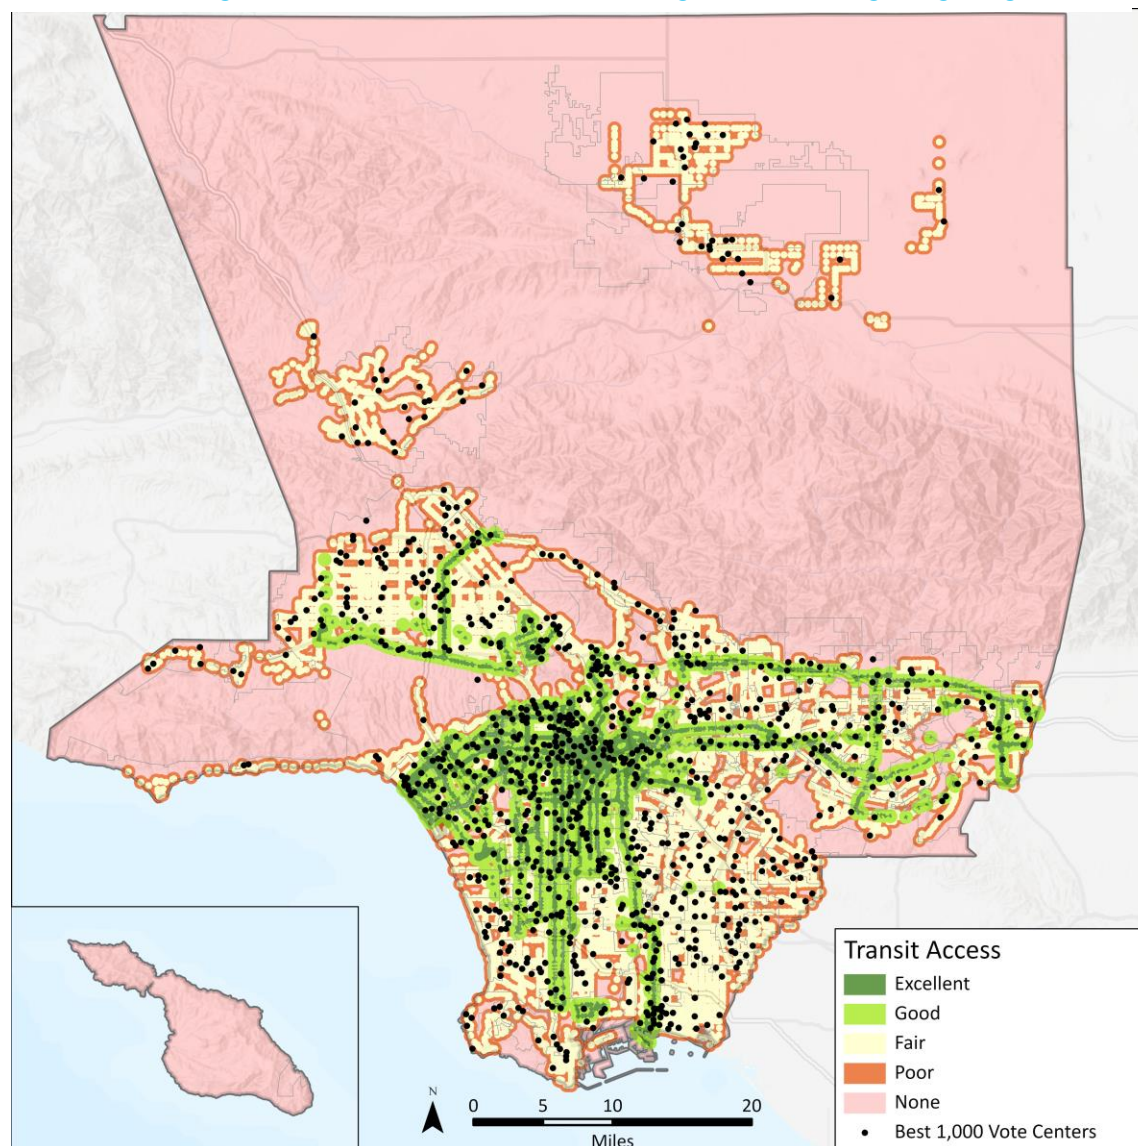 N
0 5 10 20
Miles
Transit Access
Excellent
Good
Fair
Poor
None
Best 1,000 Vote Centers